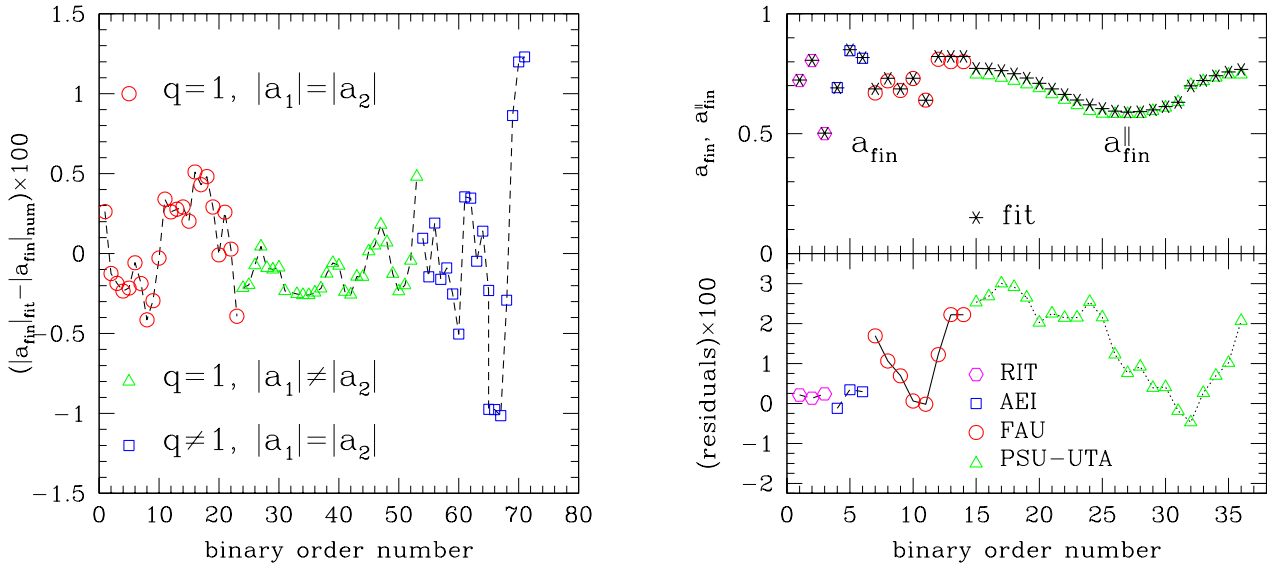 (|a_fin|_fit−|a_fin|_num)×100
1.5
1
0.5
0
−0.5
−1
−1.5
q=1, |a_1|=|a_2|
q=1, |a_1|≠|a_2|
q≠1, |a_1|=|a_2|
0 10 20 30 40 50 60 70 80
binary order number
a_fin, a^||_fin
1
0.5
0
a_fin
a^||_fin
fit
(residuals)×100
3
2
1
0
−1
−2
RIT
AEI
FAU
PSU−UTA
0 5 10 15 20 25 30 35
binary order number